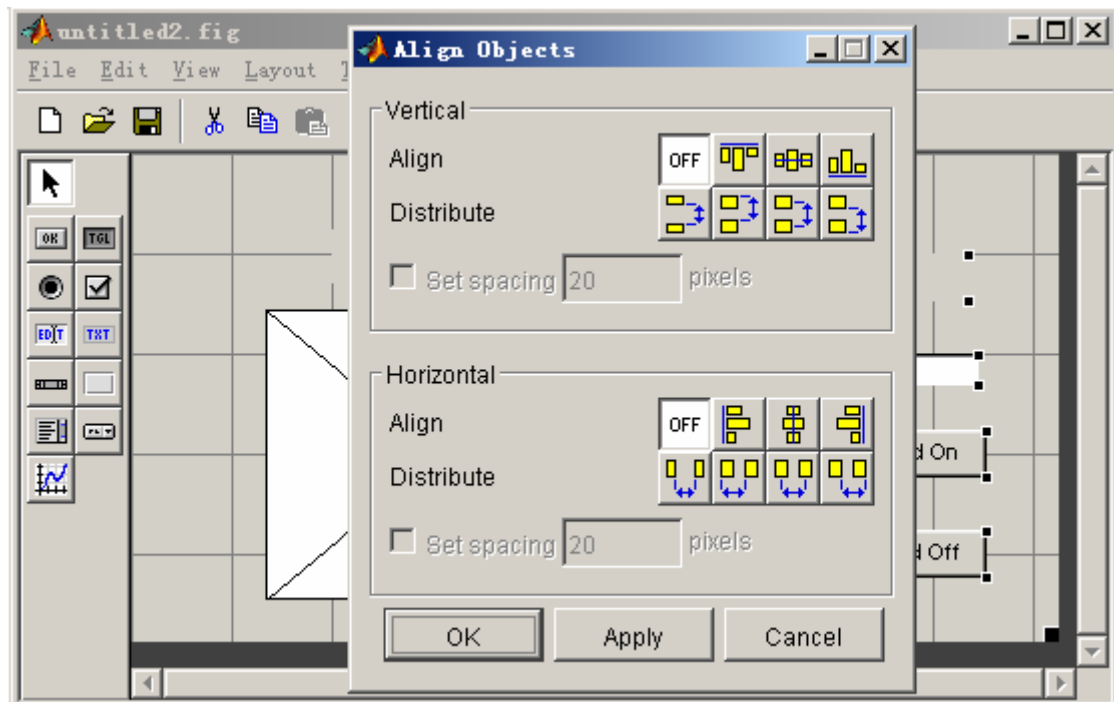 untitled2.fig
File Edit View Layout
Align Objects
Vertical
Align
OFF
Distribute
Set spacing 20 pixels
Horizontal
Align
OFF
Distribute
Set spacing 20 pixels
OK Apply Cancel
OK TGL
EDIT TXT
On
Off